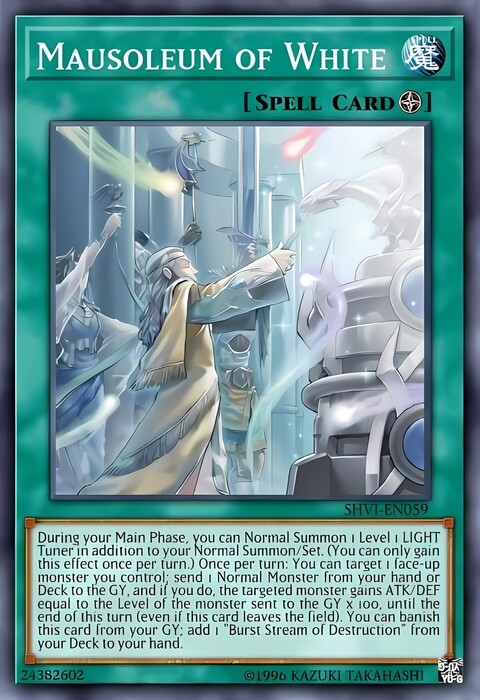 MAUSOLEUM OF WHITE
[SPELL CARD]
SHVI-EN059
During your Main Phase, you can Normal Summon 1 Level 1 LIGHT
Tuner in addition to your Normal Summon/Set. (You can only gain
this effect once per turn.) Once per turn: You can target 1 face-up
monster you control; send 1 Normal Monster from your hand or
Deck to the GY, and if you do, the targeted monster gains ATK/DEF
equal to the Level of the monster sent to the GY x 100, until the
end of this turn (even if this card leaves the field). You can banish
this card from your GY; add 1 "Burst Stream of Destruction" from
your Deck to your hand.
24382602
©1996 KAZUKI TAKAHASHI